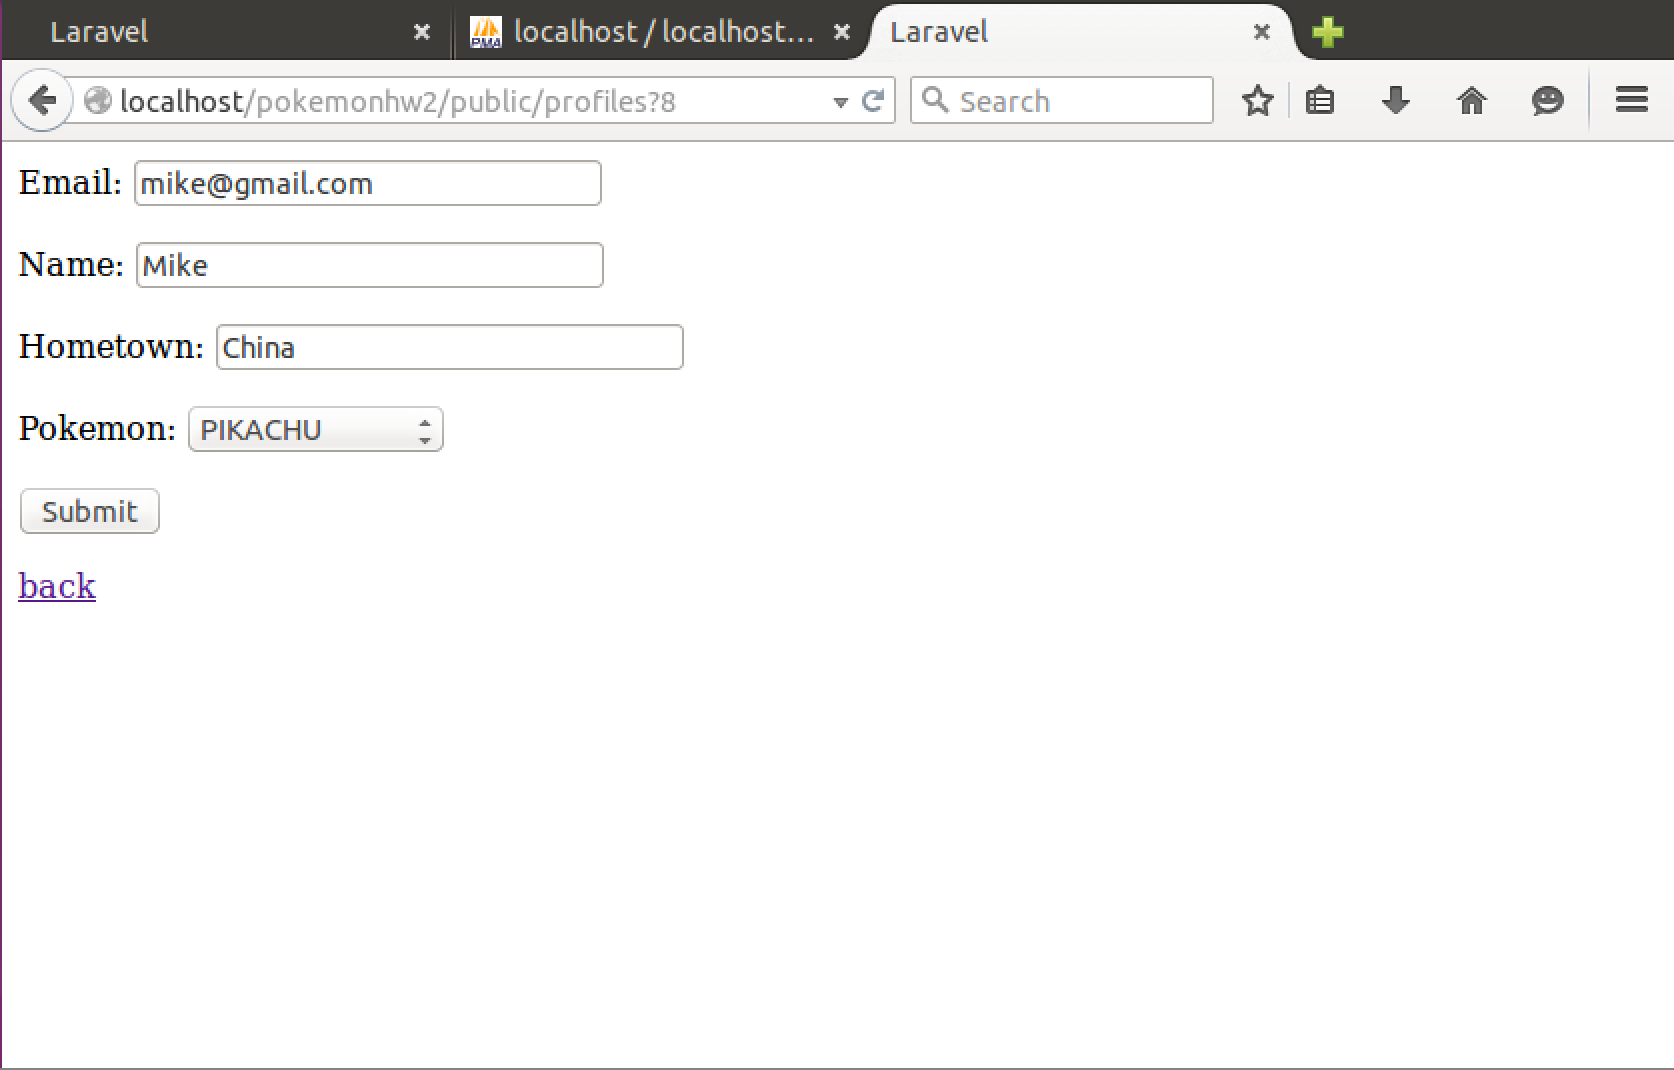 Laravel localhost / localhost... Laravel
localhost/pokemonhw2/public/profiles?8 Search
Email: mike@gmail.com
Name: Mike
Hometown: China
Pokemon: PIKACHU
Submit
back